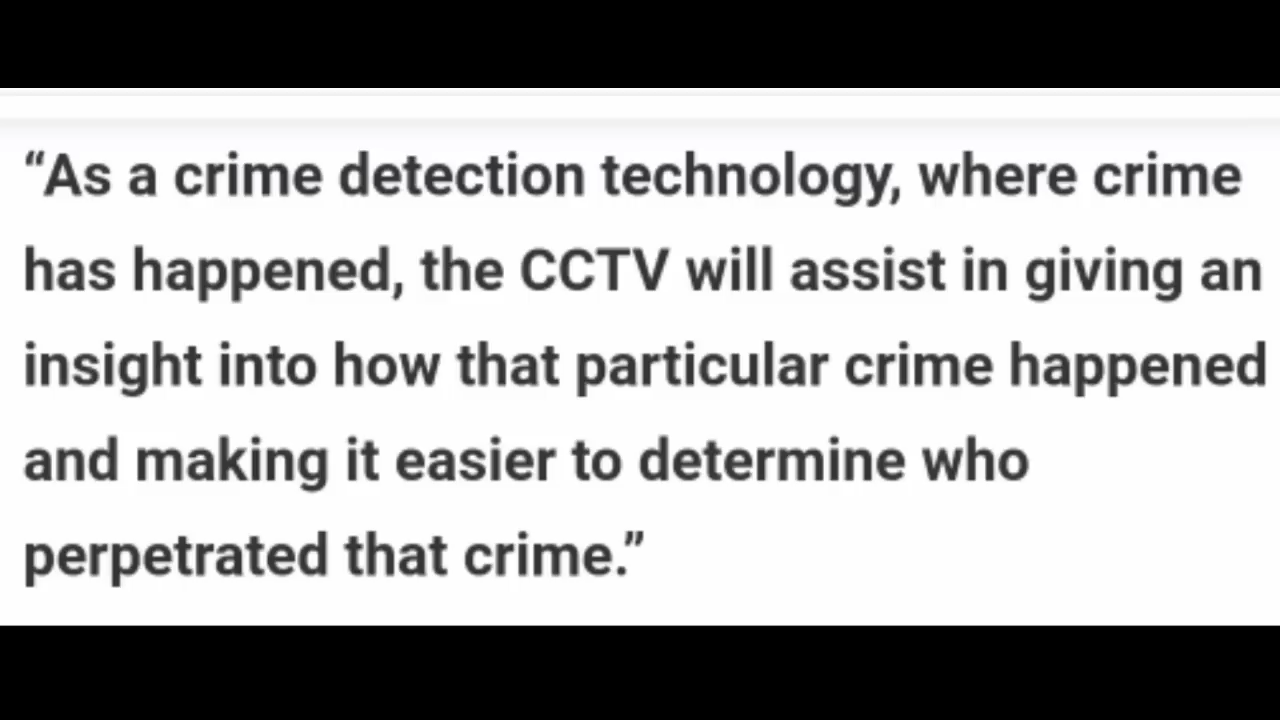 “As a crime detection technology, where crime
has happened, the CCTV will assist in giving an
insight into how that particular crime happened
and making it easier to determine who
perpetrated that crime.”